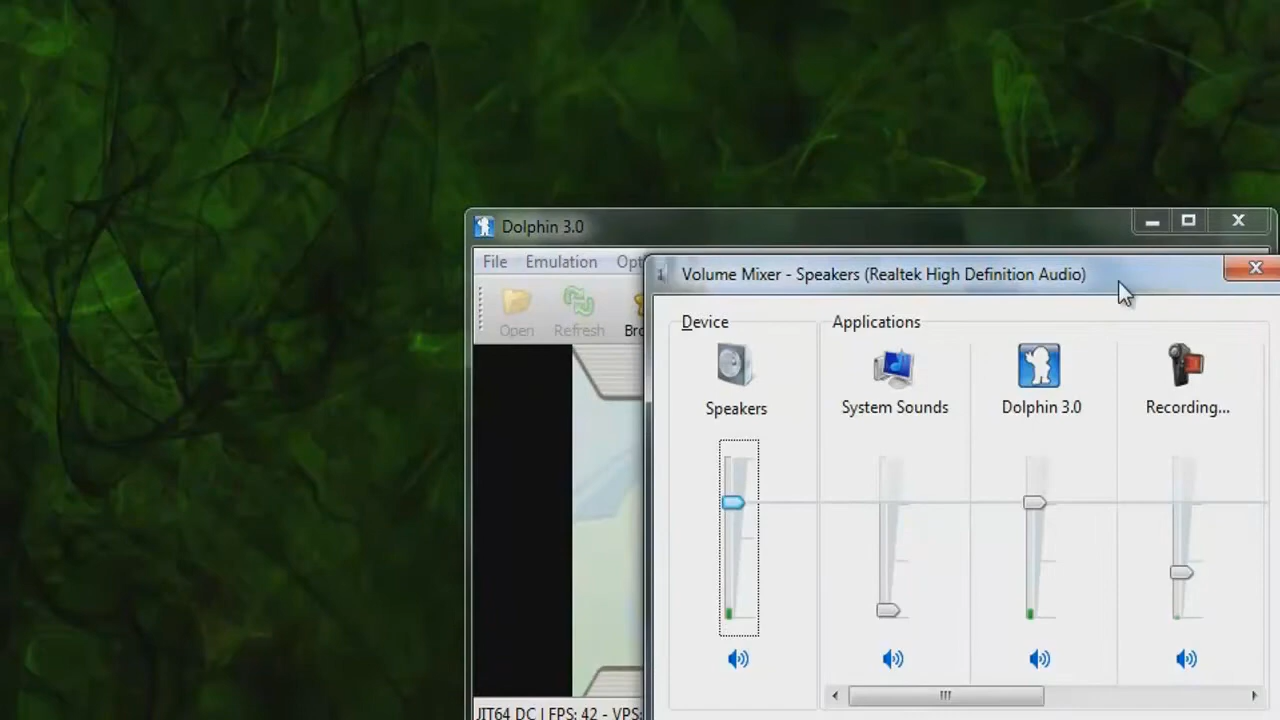 Dolphin 3.0
File Emulation
Volume Mixer - Speakers (Realtek High Definition Audio)
Open Refresh
Device Applications
Speakers System Sounds Dolphin 3.0 Recording...
JIT64 DC | FPS: 42 - VPS: